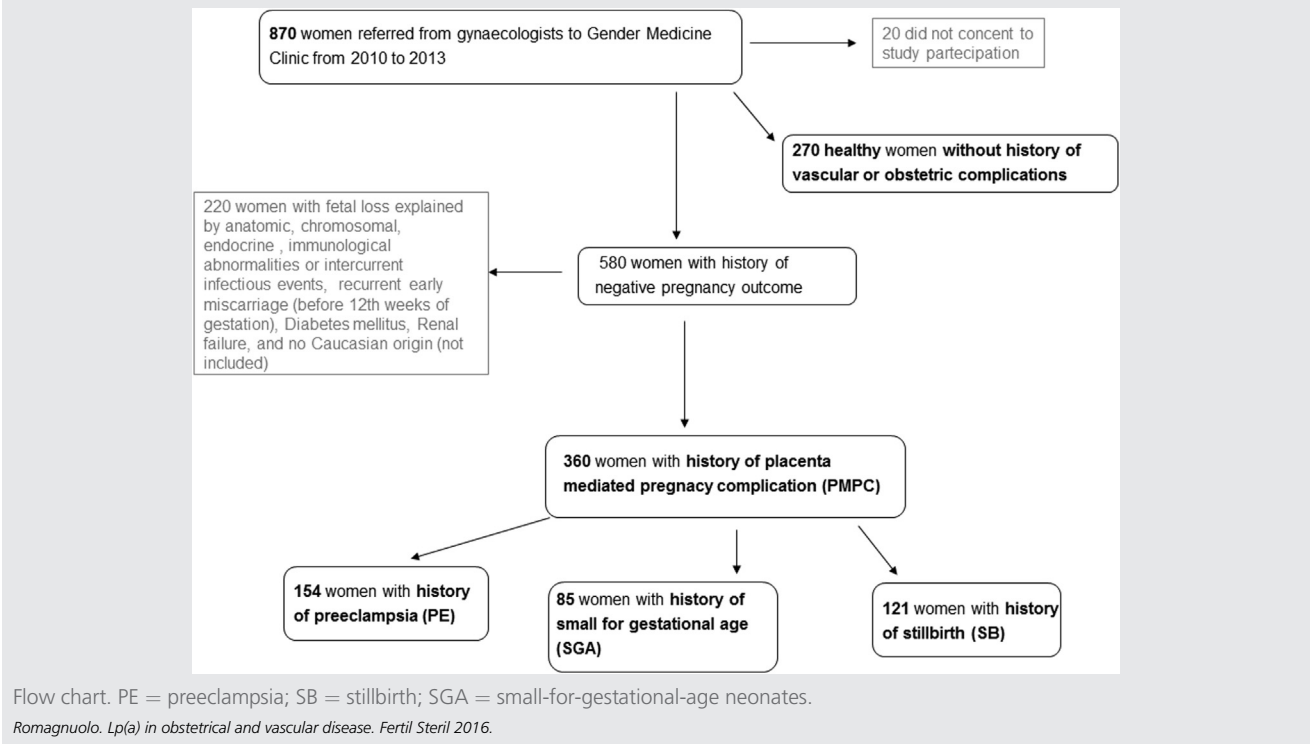 870 women referred from gynaecologists to Gender Medicine
Clinic from 2010 to 2013
20 did not concent to
study partecipation
270 healthy women without history of
vascular or obstetric complications
220 women with fetal loss explained
by anatomic, chromosomal,
endocrine , immunological
abnormalities or intercurrent
infectious events, recurrent early
miscarriage (before 12th weeks of
gestation), Diabetes mellitus, Renal
failure, and no Caucasian origin (not
included)
580 women with history of
negative pregnancy outcome
360 women with history of placenta
mediated pregnacy complication (PMPC)
154 women with history
of preeclampsia (PE)
85 women with history of
small for gestational age
(SGA)
121 women with history
of stillbirth (SB)
Flow chart. PE = preeclampsia; SB = stillbirth; SGA = small-for-gestational-age neonates.
Romagnuolo. Lp(a) in obstetrical and vascular disease. Fertil Steril 2016.